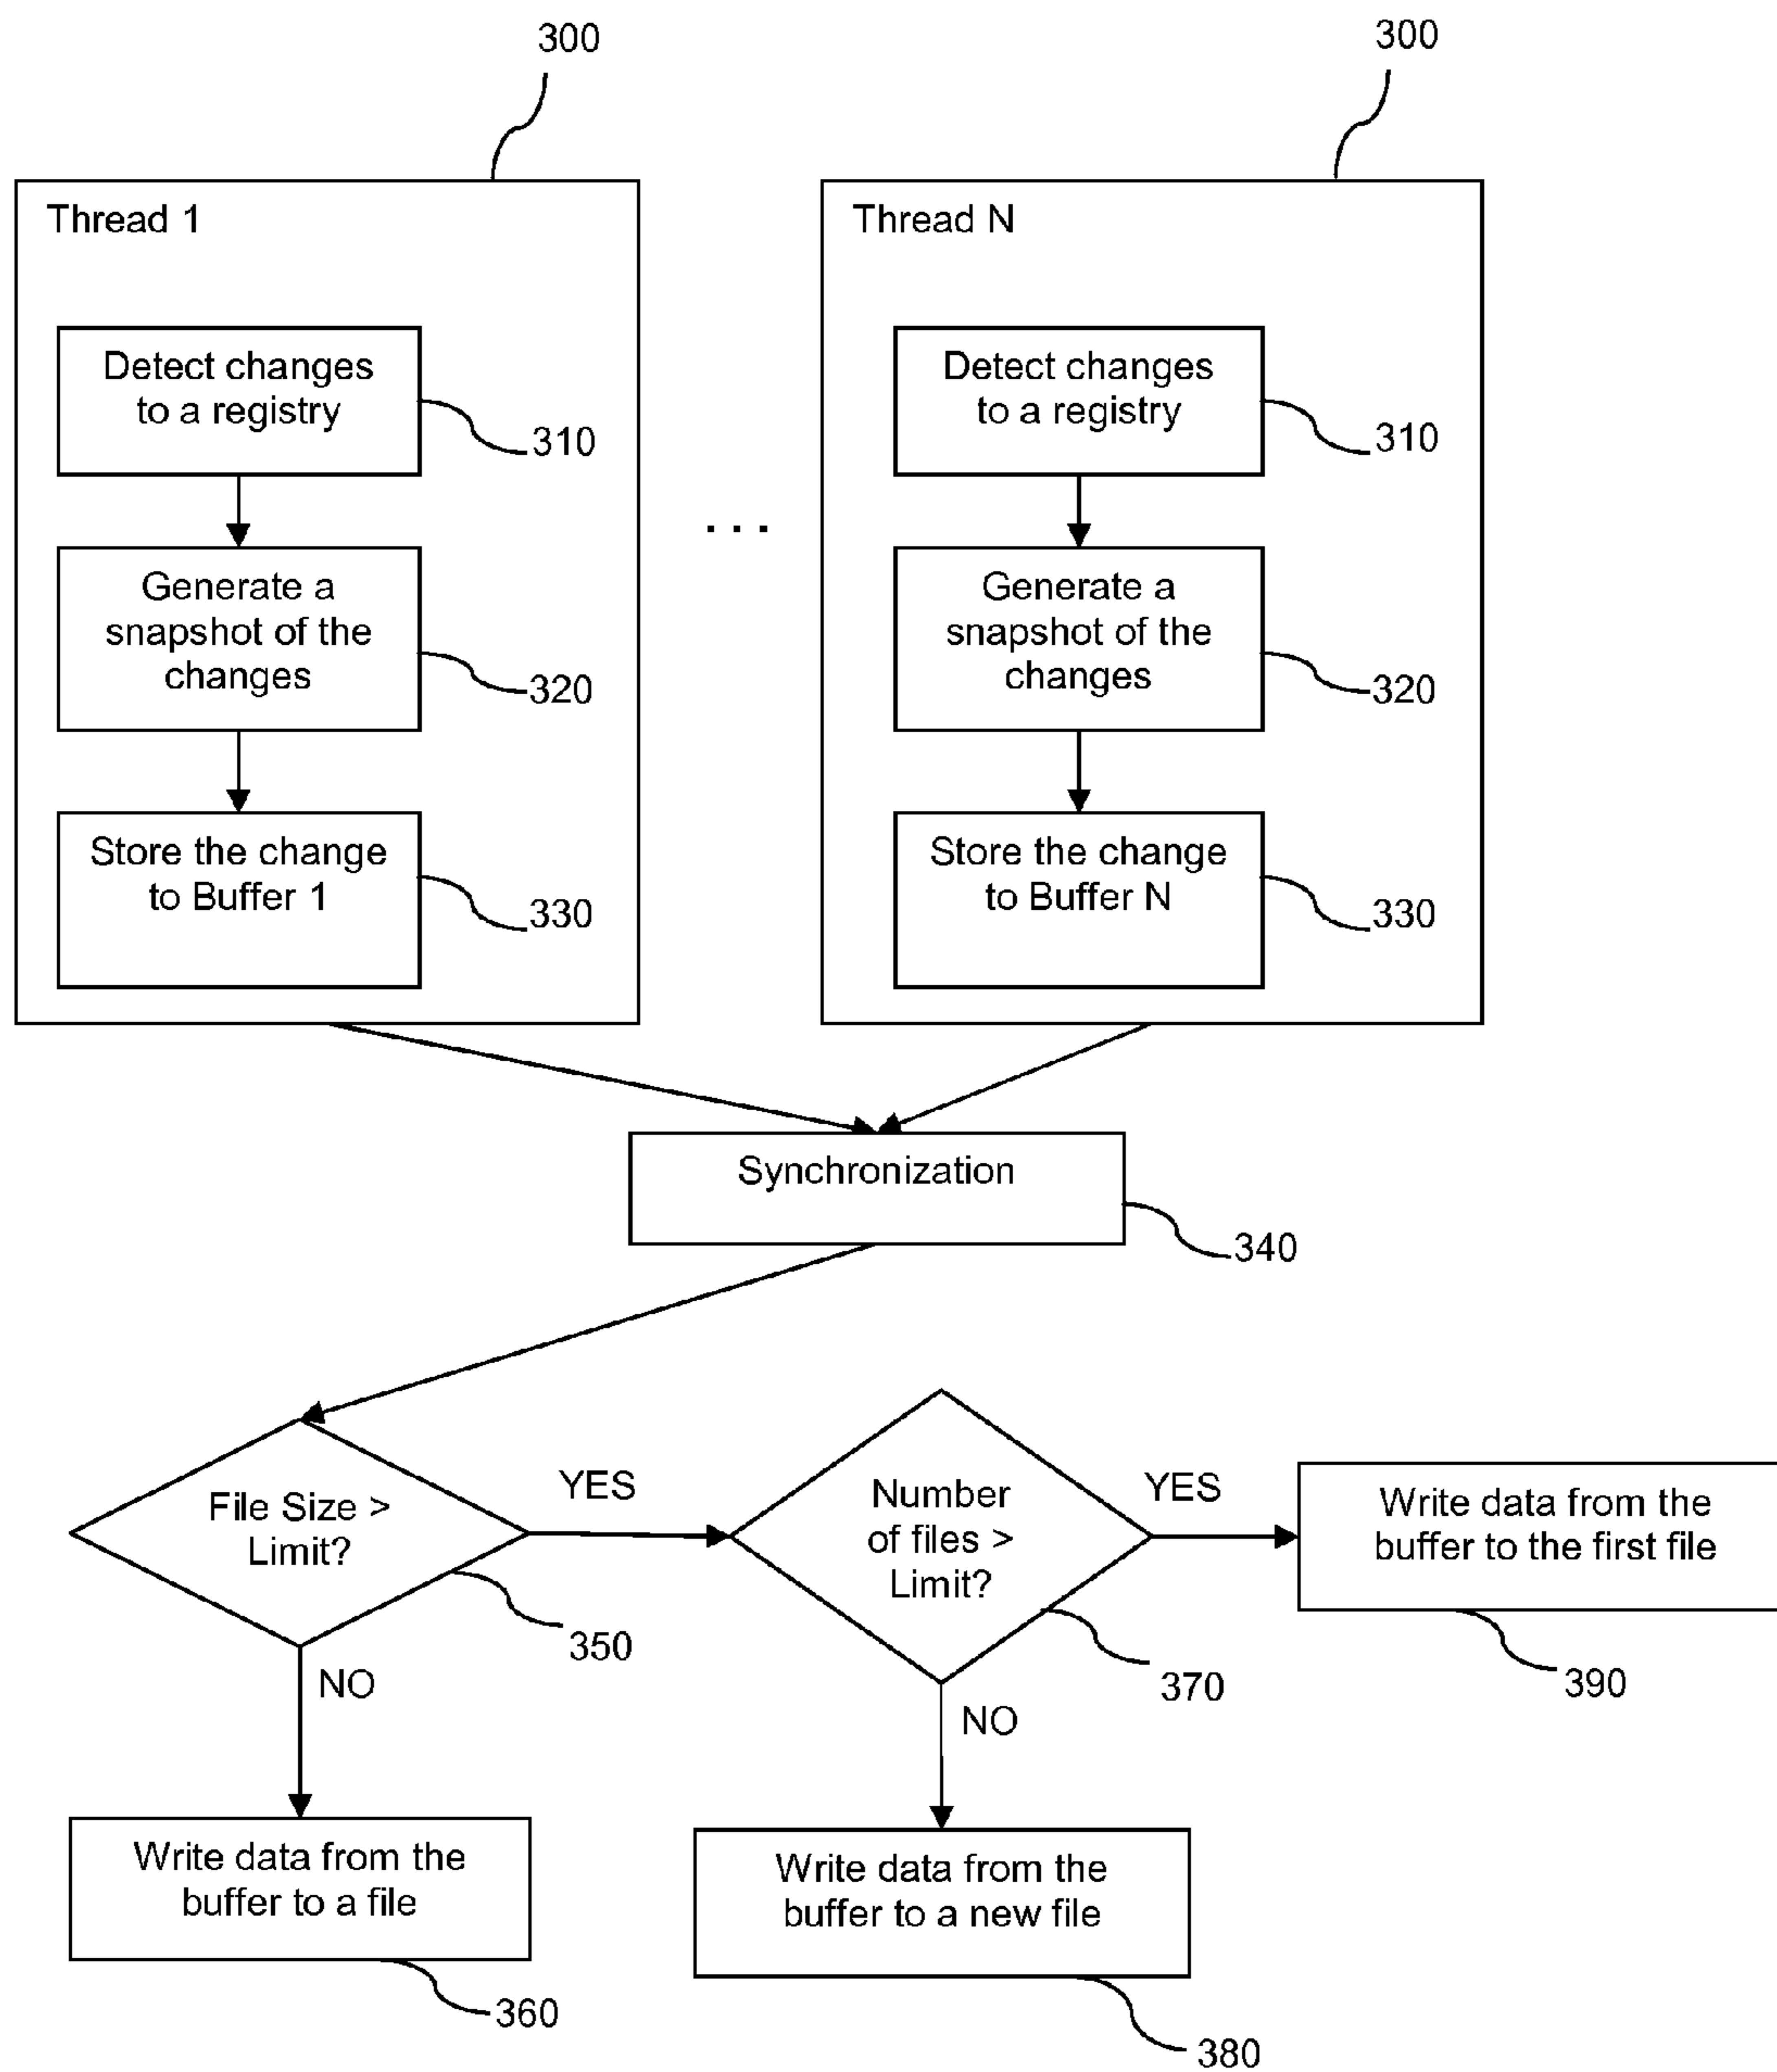 300
300
Thread 1
Thread N
Detect changes
to a registry
310
Detect changes
to a registry
310
. . .
Generate a
snapshot of the
changes
320
Generate a
snapshot of the
changes
320
Store the change
to Buffer 1
330
Store the change
to Buffer N
330
Synchronization
340
File Size >
Limit?
350
YES
NO
Number
of files >
Limit?
370
YES
NO
Write data from the
buffer to the first file
390
Write data from the
buffer to a file
360
Write data from the
buffer to a new file
380